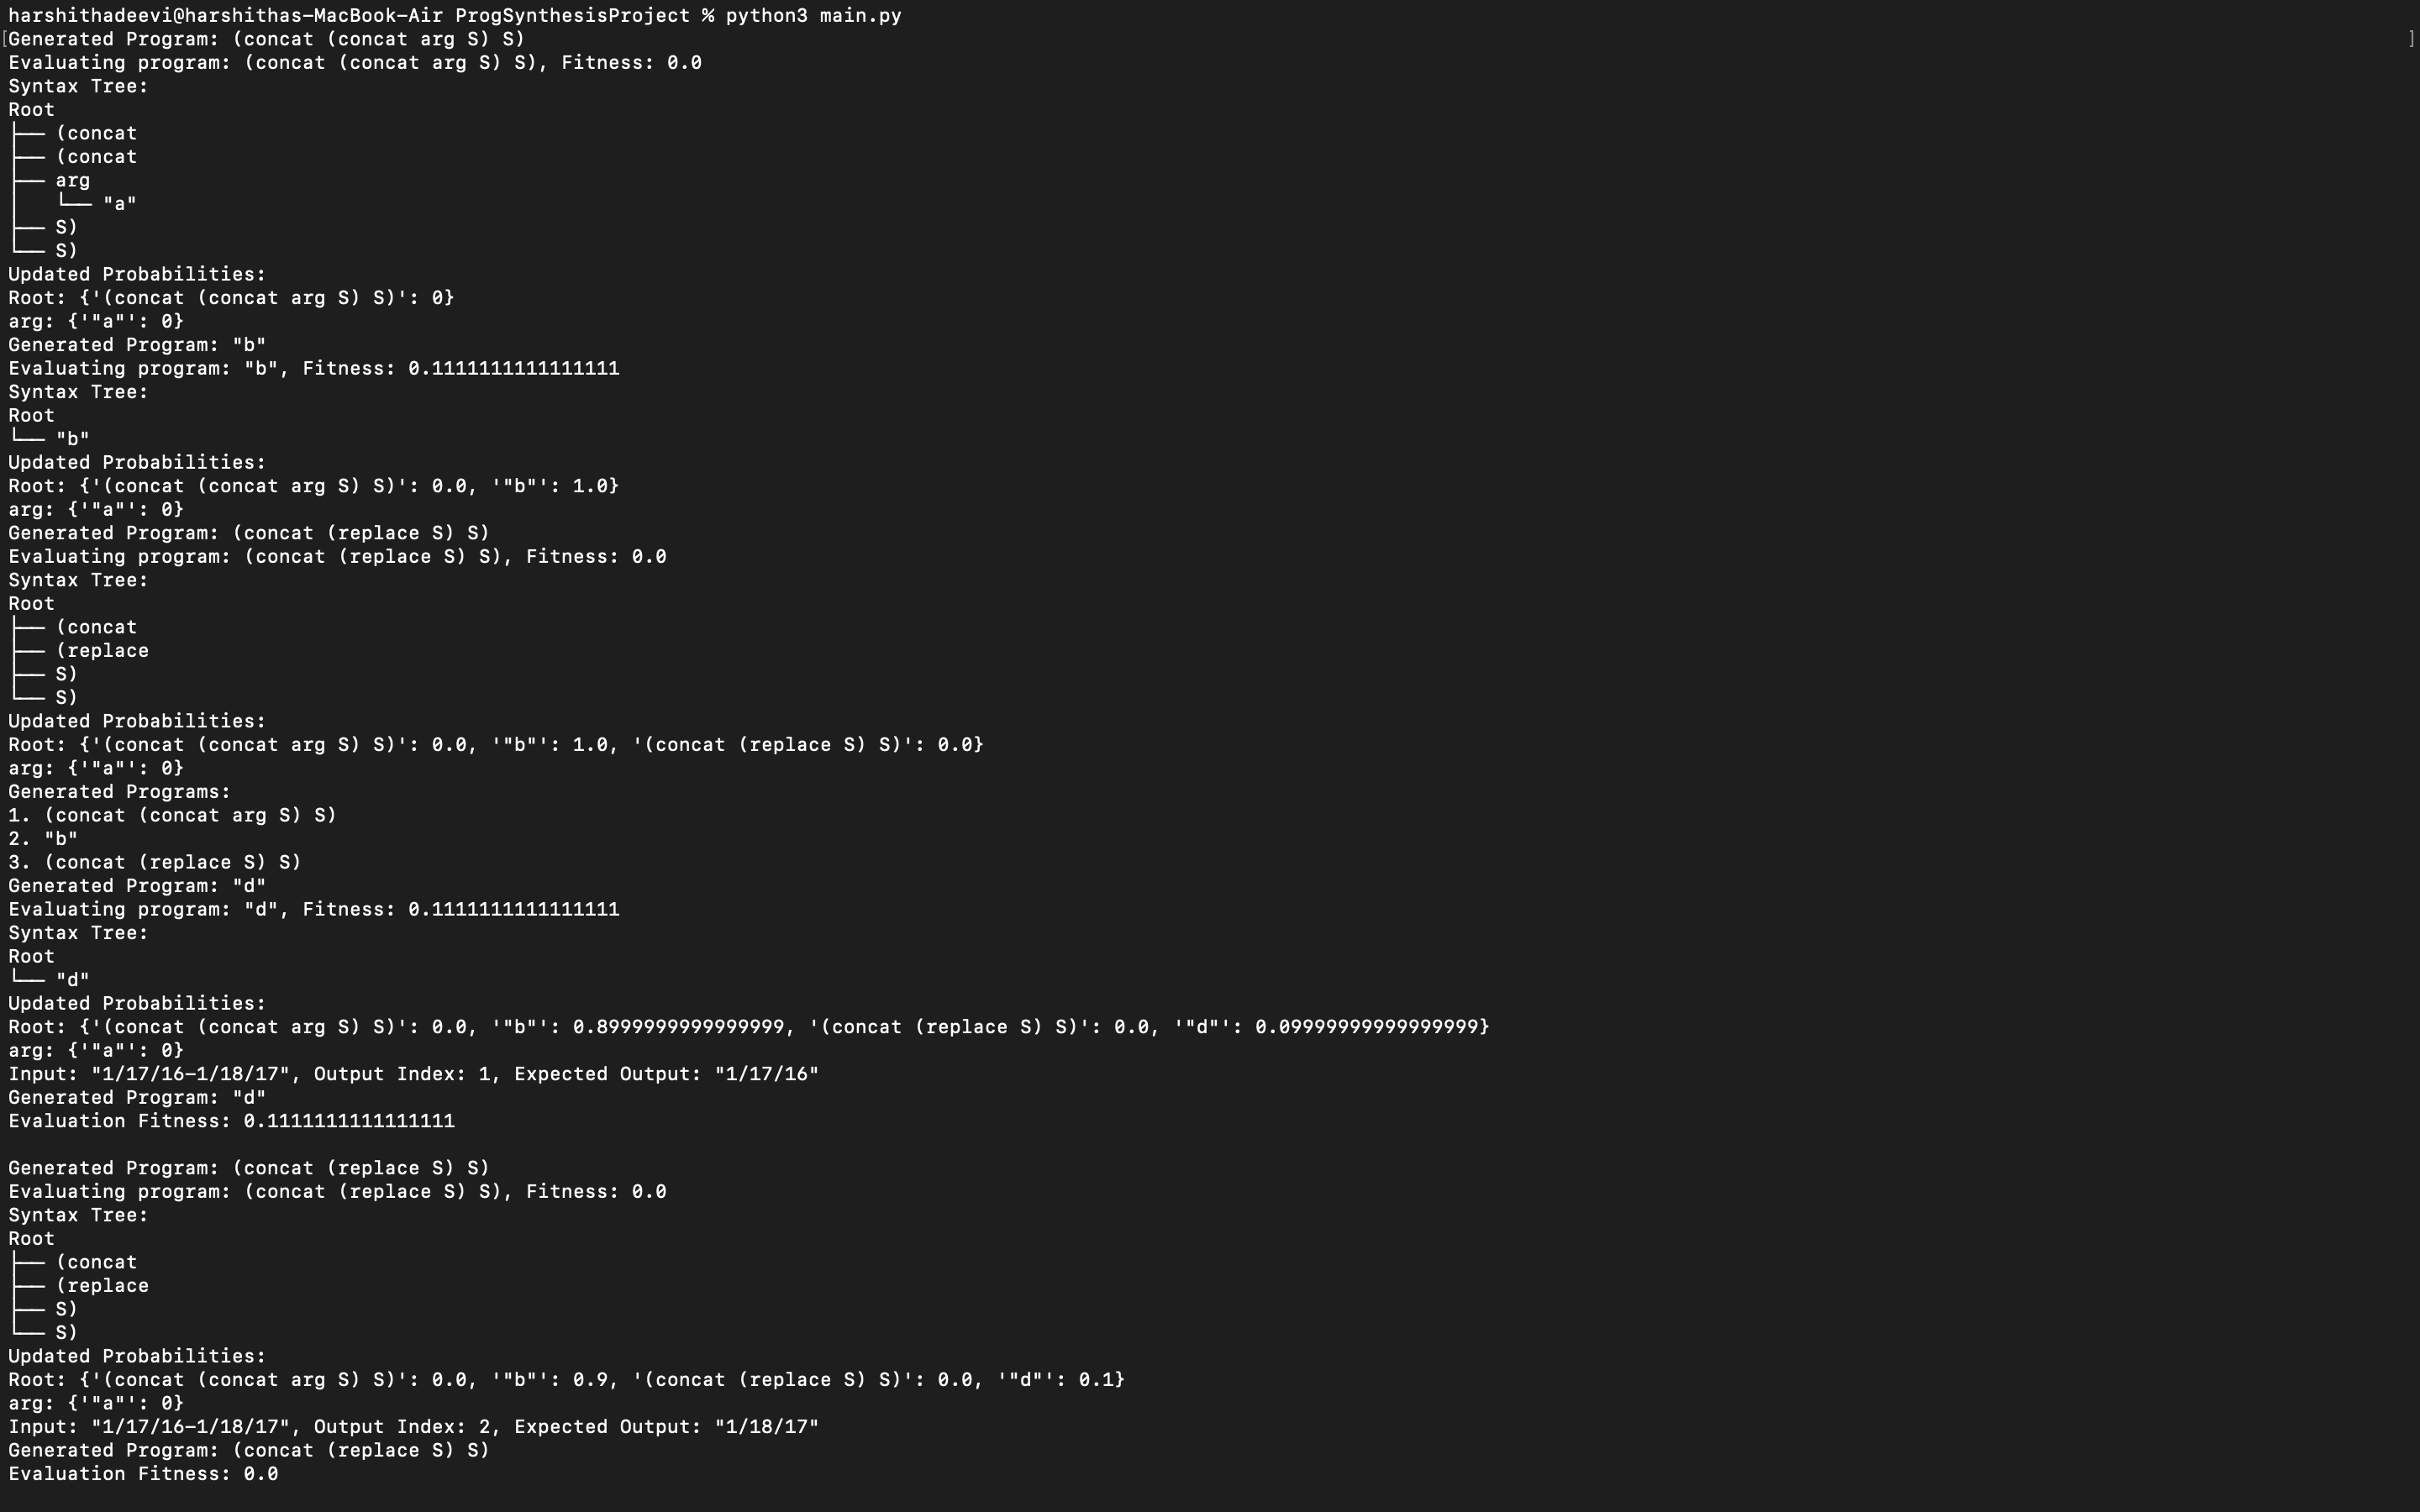 harshithadeevi@harshithas-MacBook-Air ProgSynthesisProject % python3 main.py
[Generated Program: (concat (concat arg S) S) ]
Evaluating program: (concat (concat arg S) S), Fitness: 0.0
Syntax Tree:
Root
├── (concat
├── (concat
├── arg
│   └── "a"
├── S)
└── S)
Updated Probabilities:
Root: {'(concat (concat arg S) S)': 0}
arg: {'"a"': 0}
Generated Program: "b"
Evaluating program: "b", Fitness: 0.1111111111111111
Syntax Tree:
Root
└── "b"
Updated Probabilities:
Root: {'(concat (concat arg S) S)': 0.0, '"b"': 1.0}
arg: {'"a"': 0}
Generated Program: (concat (replace S) S)
Evaluating program: (concat (replace S) S), Fitness: 0.0
Syntax Tree:
Root
├── (concat
├── (replace
├── S)
└── S)
Updated Probabilities:
Root: {'(concat (concat arg S) S)': 0.0, '"b"': 1.0, '(concat (replace S) S)': 0.0}
arg: {'"a"': 0}
Generated Programs:
1. (concat (concat arg S) S)
2. "b"
3. (concat (replace S) S)
Generated Program: "d"
Evaluating program: "d", Fitness: 0.1111111111111111
Syntax Tree:
Root
└── "d"
Updated Probabilities:
Root: {'(concat (concat arg S) S)': 0.0, '"b"': 0.8999999999999999, '(concat (replace S) S)': 0.0, '"d"': 0.09999999999999999}
arg: {'"a"': 0}
Input: "1/17/16-1/18/17", Output Index: 1, Expected Output: "1/17/16"
Generated Program: "d"
Evaluation Fitness: 0.1111111111111111
Generated Program: (concat (replace S) S)
Evaluating program: (concat (replace S) S), Fitness: 0.0
Syntax Tree:
Root
├── (concat
├── (replace
├── S)
└── S)
Updated Probabilities:
Root: {'(concat (concat arg S) S)': 0.0, '"b"': 0.9, '(concat (replace S) S)': 0.0, '"d"': 0.1}
arg: {'"a"': 0}
Input: "1/17/16-1/18/17", Output Index: 2, Expected Output: "1/18/17"
Generated Program: (concat (replace S) S)
Evaluation Fitness: 0.0